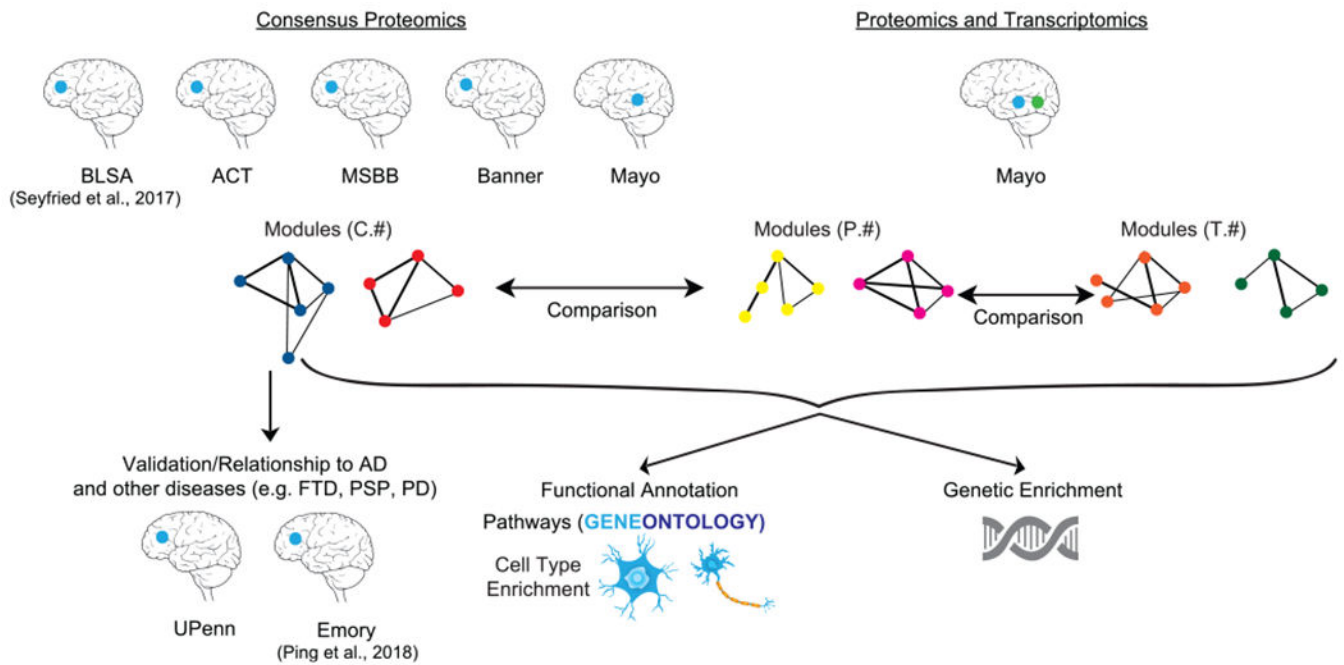 Consensus Proteomics
Proteomics and Transcriptomics
BLSA
(Seyfried et al., 2017)
ACT
MSBB
Banner
Mayo
Mayo
Modules (C.#)
Modules (P.#)
Modules (T.#)
Comparison
Comparison
Validation/Relationship to AD
and other diseases (e.g. FTD, PSP, PD)
UPenn
Emory
(Ping et al., 2018)
Functional Annotation
Pathways (GENEONTOLOGY)
Cell Type
Enrichment
Genetic Enrichment